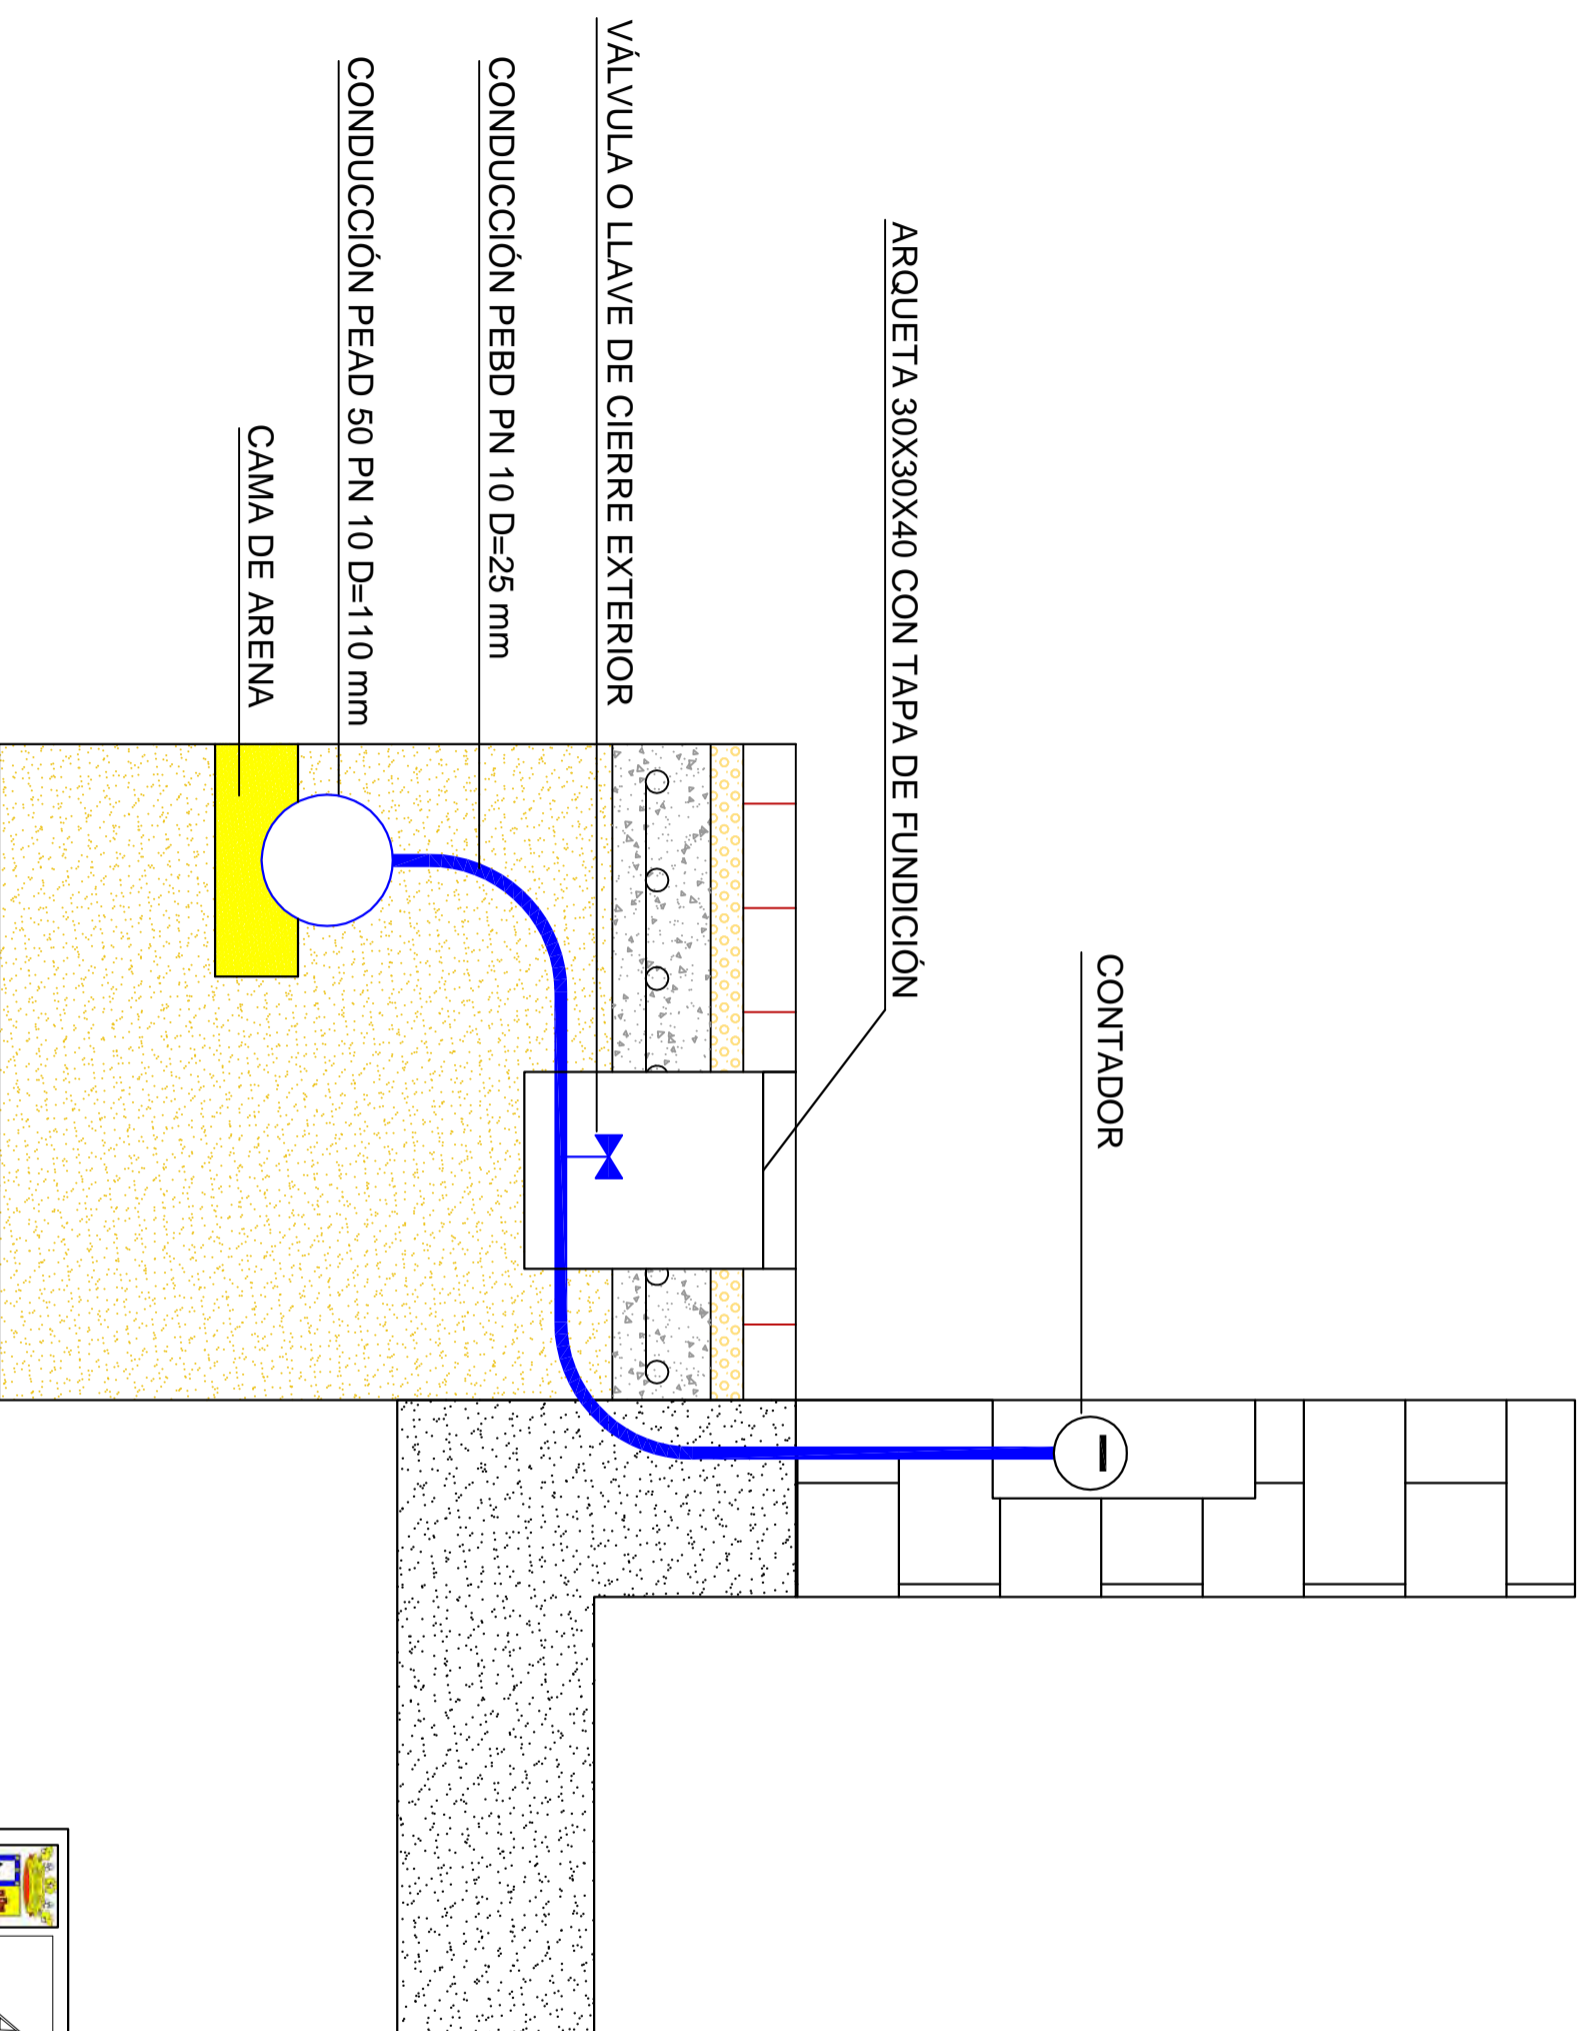 CONTADOR
ARQUETA 30X30X40 CON TAPA DE FUNDICIÓN
VÁLVULA O LLAVE DE CIERRE EXTERIOR
CONDUCCIÓN PEBD PN 10 D=25 mm
CONDUCCIÓN PEAD 50 PN 10 D=110 mm
CAMA DE ARENA